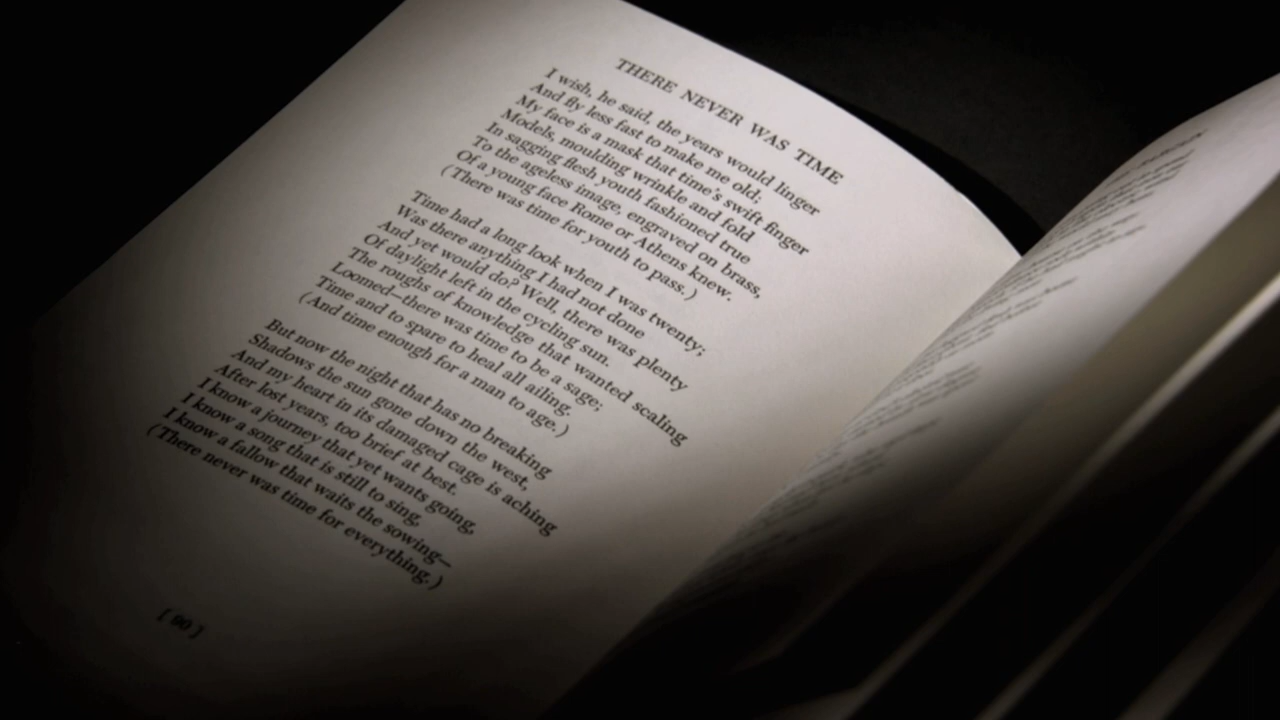 THERE NEVER WAS TIME
I wish, he said, the years would linger
And fly less fast to make me old;
My face is a mask that time's swift finger
Models, moulding wrinkle and fold
In sagging flesh youth fashioned true
To the ageless image, engraved on brass,
Of a young face Rome or Athens knew.
(There was time for youth to pass.)
Time had a long look when I was twenty;
Was there anything I had not done
And yet would do? Well, there was plenty
Of daylight left in the cycling sun.
The roughs of knowledge that wanted scaling
Loomed—there was time to be a sage;
Time and to spare to heal all ailing.
(And time enough for a man to age.)
But now the night that has no breaking
Shadows the sun gone down the west,
And my heart in its damaged cage is aching
After lost years, too brief at best.
I know a journey that yet wants going,
I know a song that is still to sing,
I know a fallow that waits the sowing—
(There never was time for everything.)
[ 90 ]